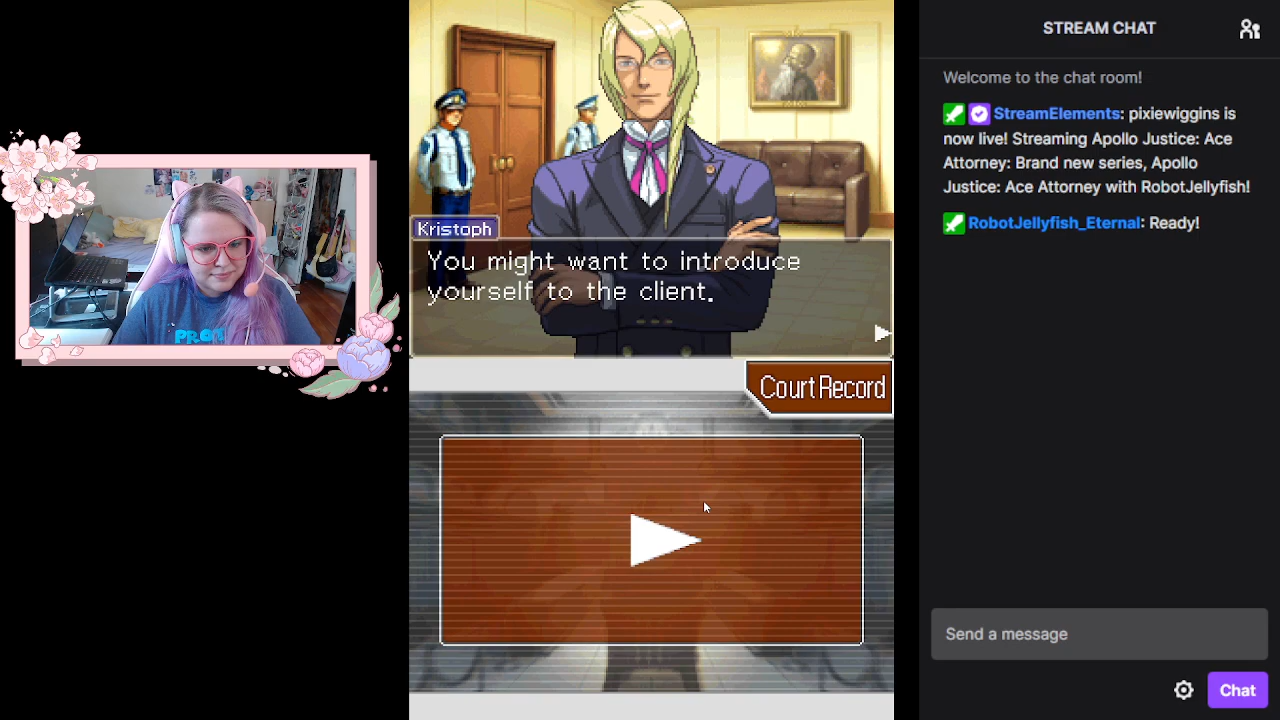 Kristoph
You might want to introduce
yourself to the client.
Court Record
PROM
STREAM CHAT
Welcome to the chat room!
StreamElements: pixiewiggins is
now live! Streaming Apollo Justice: Ace
Attorney: Brand new series, Apollo
Justice: Ace Attorney with RobotJellyfish!
RobotJellyfish_Eternal: Ready!
Send a message
Chat